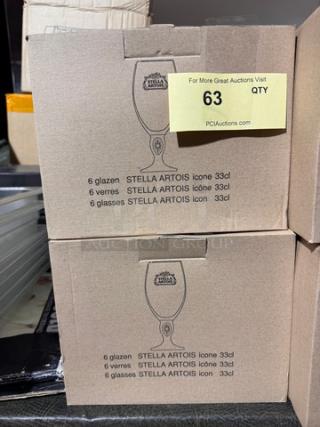 For More Great Auctions Visit
63 QTY
PCIAuctions.com
STELLA ARTOIS
6 glazen STELLA ARTOIS icone 33cl
6 verres STELLA ARTOIS icône 33cl
6 glasses STELLA ARTOIS icon 33cl
AUCTION GROUP
STELLA ARTOIS
6 glazen STELLA ARTOIS icone 33cl
6 verres STELLA ARTOIS icône 33cl
6 glasses STELLA ARTOIS icon 33cl